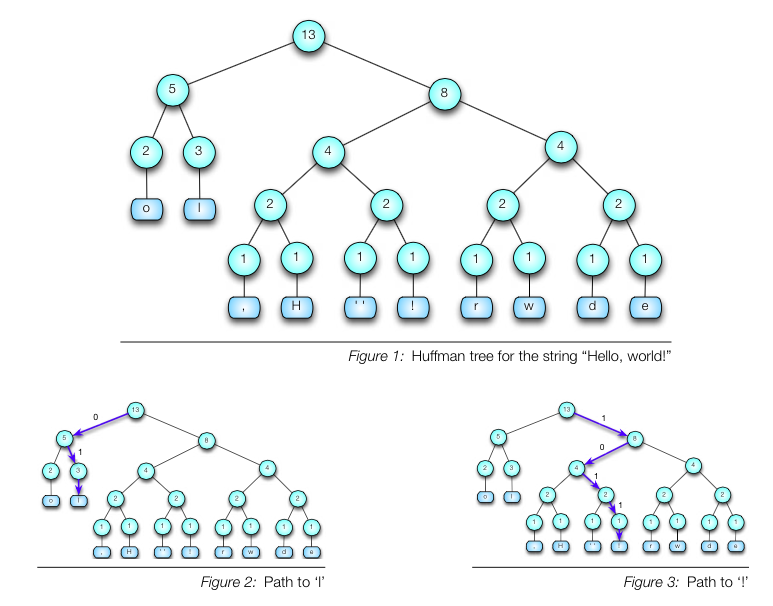 13
5 8
2 3 4 4
o l 2 2 2 2
1 1 1 1 1 1 1 1
, H ' ' ! r w d e
Figure 1: Huffman tree for the string “Hello, world!”
13
0
5 8
1
2 3 4 4
o l 2 2 2 2
1 1 1 1 1 1 1 1
, H ' ' ! r w d e
Figure 2: Path to ‘l’
13
1
5 8
0
2 3 4 4
1
o l 2 2 2 2
1
1 1 1 1 1 1 1 1
, H ' ' ! r w d e
Figure 3: Path to ‘!’